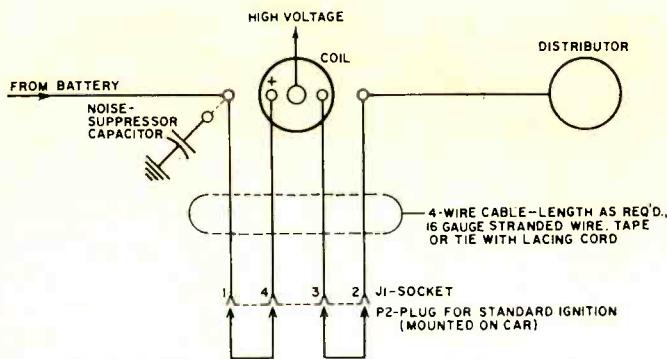 HIGH VOLTAGE
COIL
DISTRIBUTOR
FROM BATTERY
+
NOISE-
SUPPRESSOR
CAPACITOR
4-WIRE CABLE-LENGTH AS REQ'D.,
16 GAUGE STRANDED WIRE. TAPE
OR TIE WITH LACING CORD
1 4 3 2 J1-SOCKET
P2-PLUG FOR STANDARD IGNITION
(MOUNTED ON CAR)